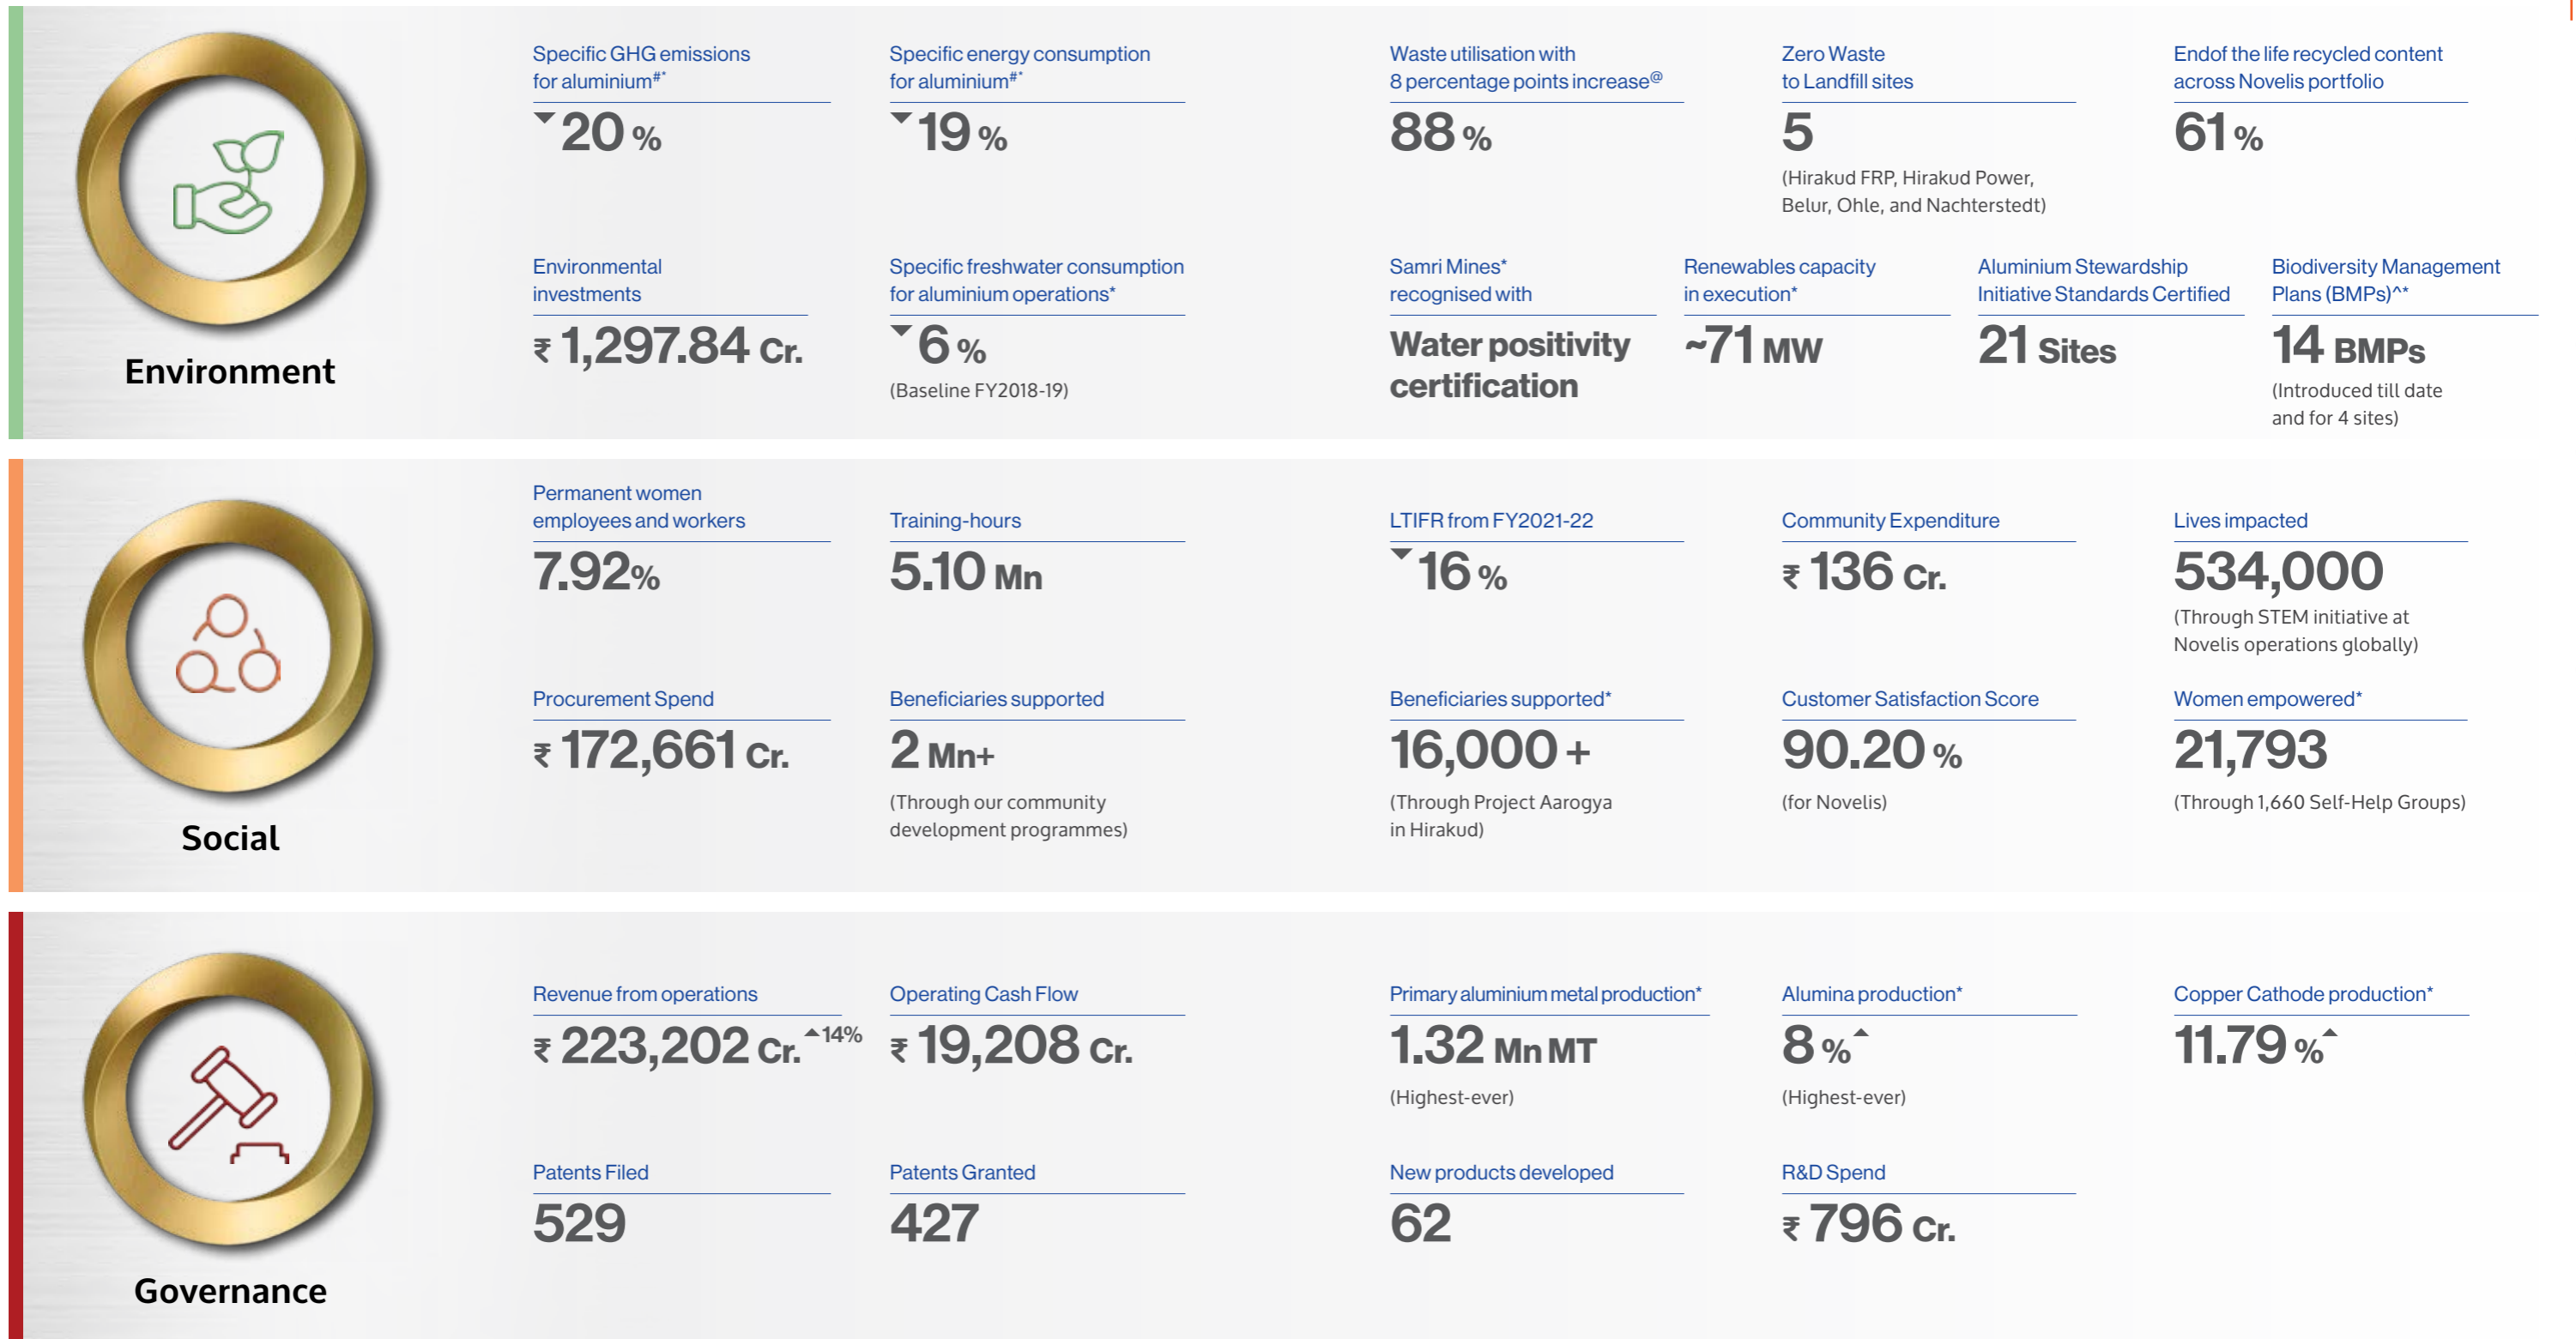 Environment
Specific GHG emissions
for aluminium#*
▼20 %
Specific energy consumption
for aluminium#*
▼19 %
Waste utilisation with
8 percentage points increase@
88 %
Zero Waste
to Landfill sites
5
(Hirakud FRP, Hirakud Power,
Belur, Ohle, and Nachterstedt)
Endof the life recycled content
across Novelis portfolio
61 %
Environmental
investments
₹ 1,297.84 Cr.
Specific freshwater consumption
for aluminium operations*
▼6 %
(Baseline FY2018-19)
Samri Mines*
recognised with
Water positivity
certification
Renewables capacity
in execution*
~71 MW
Aluminium Stewardship
Initiative Standards Certified
21 Sites
Biodiversity Management
Plans (BMPs)^*
14 BMPs
(Introduced till date
and for 4 sites)
Social
Permanent women
employees and workers
7.92%
Training-hours
5.10 Mn
LTIFR from FY2021-22
▼16 %
Community Expenditure
₹ 136 Cr.
Lives impacted
534,000
(Through STEM initiative at
Novelis operations globally)
Procurement Spend
₹ 172,661 Cr.
Beneficiaries supported
2 Mn+
(Through our community
development programmes)
Beneficiaries supported*
16,000 +
(Through Project Aarogya
in Hirakud)
Customer Satisfaction Score
90.20 %
(for Novelis)
Women empowered*
21,793
(Through 1,660 Self-Help Groups)
Governance
Revenue from operations
₹ 223,202 Cr. ▲14%
Operating Cash Flow
₹ 19,208 Cr.
Primary aluminium metal production*
1.32 Mn MT
(Highest-ever)
Alumina production*
8 %▲
(Highest-ever)
Copper Cathode production*
11.79 %▲
Patents Filed
529
Patents Granted
427
New products developed
62
R&D Spend
₹ 796 Cr.